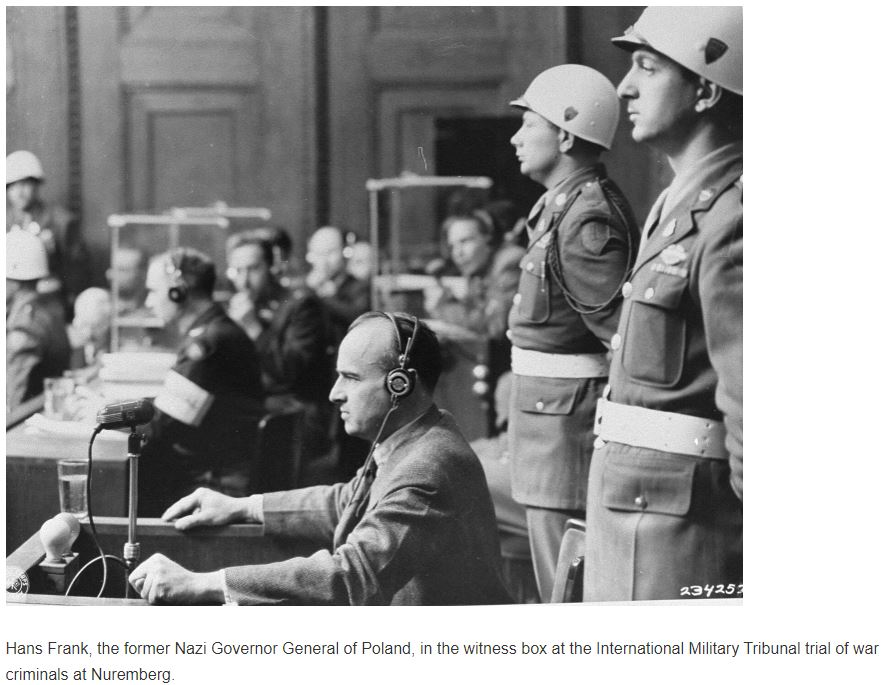 234257
Hans Frank, the former Nazi Governor General of Poland, in the witness box at the International Military Tribunal trial of war
criminals at Nuremberg.